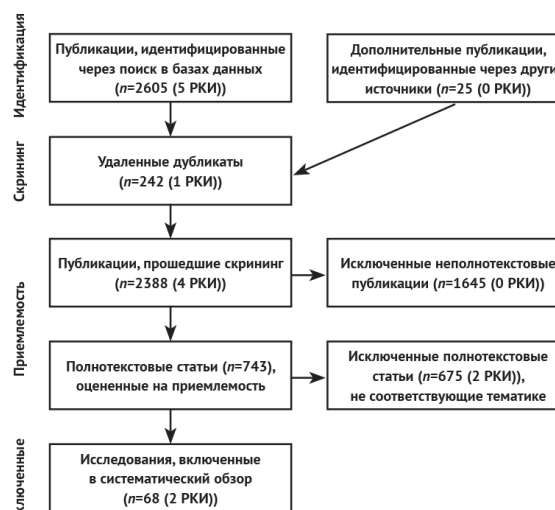 Идентификация
Публикации, идентифицированные
через поиск в базах данных
(n=2605 (5 РКИ))
Дополнительные публикации,
идентифицированные через
источники (n=25 (0 РКИ))
Скрининг
Удаленные дубликаты
(n=242 (1 РКИ))
Приемлемость
Публикации, прошедшие скрининг
(n=2388 (4 РКИ))
Исключенные неполнотекстовые
публикации (n=1645 (0 РКИ))
Полнотекстовые статьи (n=743),
оцененные на приемлемость
Исключенные полнотекстовые
статьи (n=675 (2 РКИ)),
не соответствующие тематике
Исследования, включенные
в систематический обзор
(n=68 (2 РКИ))